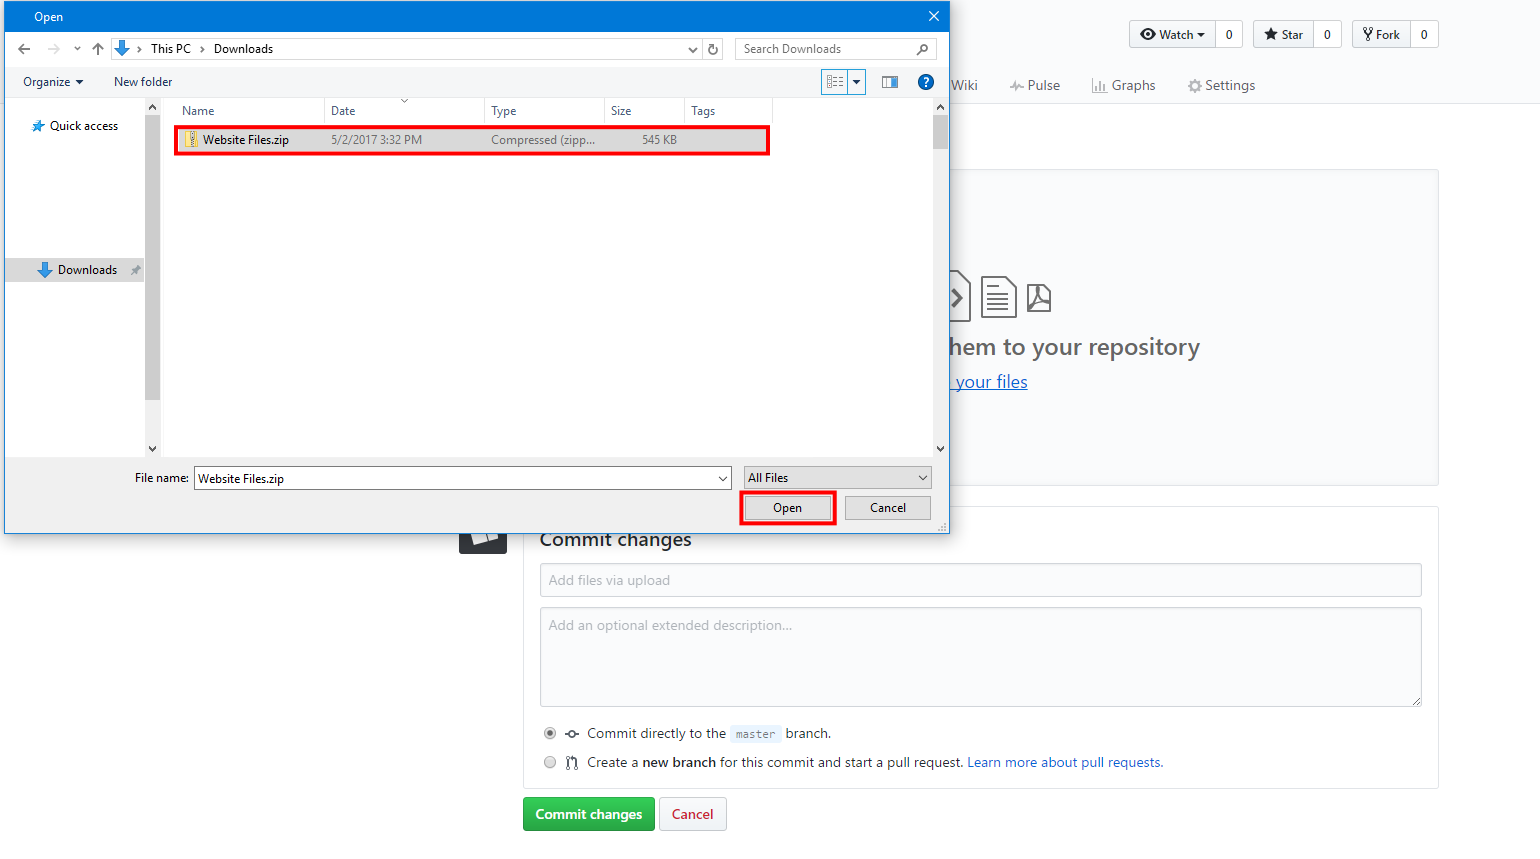 Open
This PC
Downloads
Search Downloads
Organize
New folder
Name
Date
Type
Size
Tags
Quick access
Website Files.zip
5/2/2017 3:32 PM
Compressed (zipp...
545 KB
Downloads
File name:
Website Files.zip
All Files
Open
Cancel
Watch
0
Star
0
Fork
0
Wiki
Pulse
Graphs
Settings
hem to your repository
your files
Commit changes
Add files via upload
Add an optional extended description...
Commit directly to the master branch.
Create a new branch for this commit and start a pull request. Learn more about pull requests.
Commit changes
Cancel